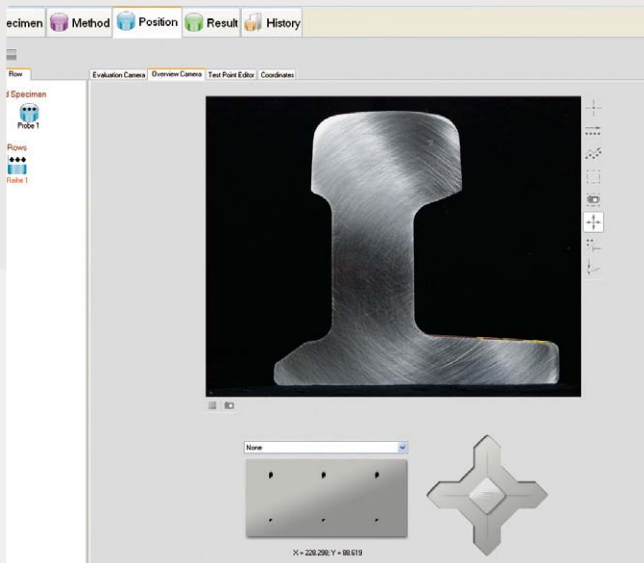 ecimen Method Position Result History
Row
Evaluation Camera Overview Camera Test Point Editor Coordinates
d Specimen
Probe 1
Rows
Reihe 1
None
X = 228.298; Y = 88.619